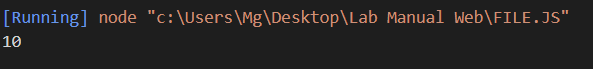 [Running] node "c:\Users\Mg\Desktop\Lab Manual Web\FILE.JS"
10